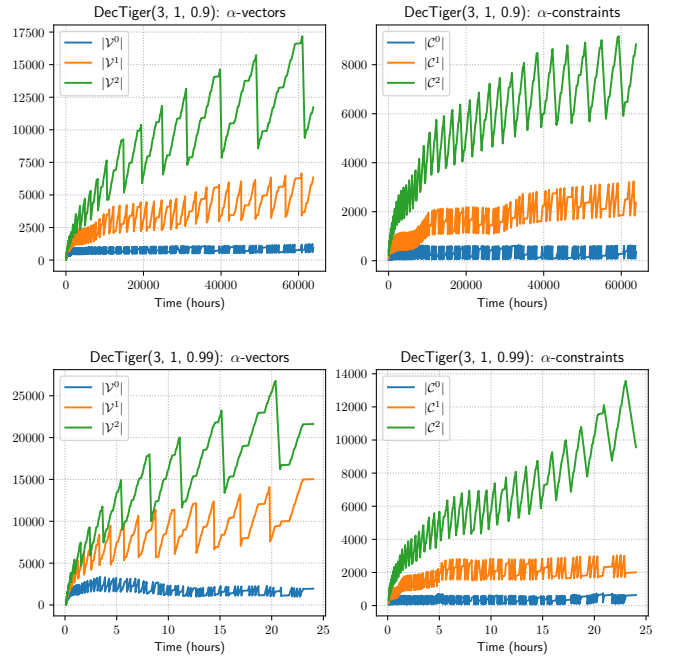 DecTiger(3, 1, 0.9): α-vectors
17500
15000
12500
10000
7500
5000
2500
0
|𝒱⁰|
|𝒱¹|
|𝒱²|
0 20000 40000 60000
Time (hours)
DecTiger(3, 1, 0.9): α-constraints
8000
6000
4000
2000
0
|𝒞⁰|
|𝒞¹|
|𝒞²|
0 20000 40000 60000
Time (hours)
DecTiger(3, 1, 0.99): α-vectors
25000
20000
15000
10000
5000
0
|𝒱⁰|
|𝒱¹|
|𝒱²|
0 5 10 15 20 25
Time (hours)
DecTiger(3, 1, 0.99): α-constraints
14000
12000
10000
8000
6000
4000
2000
0
|𝒞⁰|
|𝒞¹|
|𝒞²|
0 5 10 15 20 25
Time (hours)